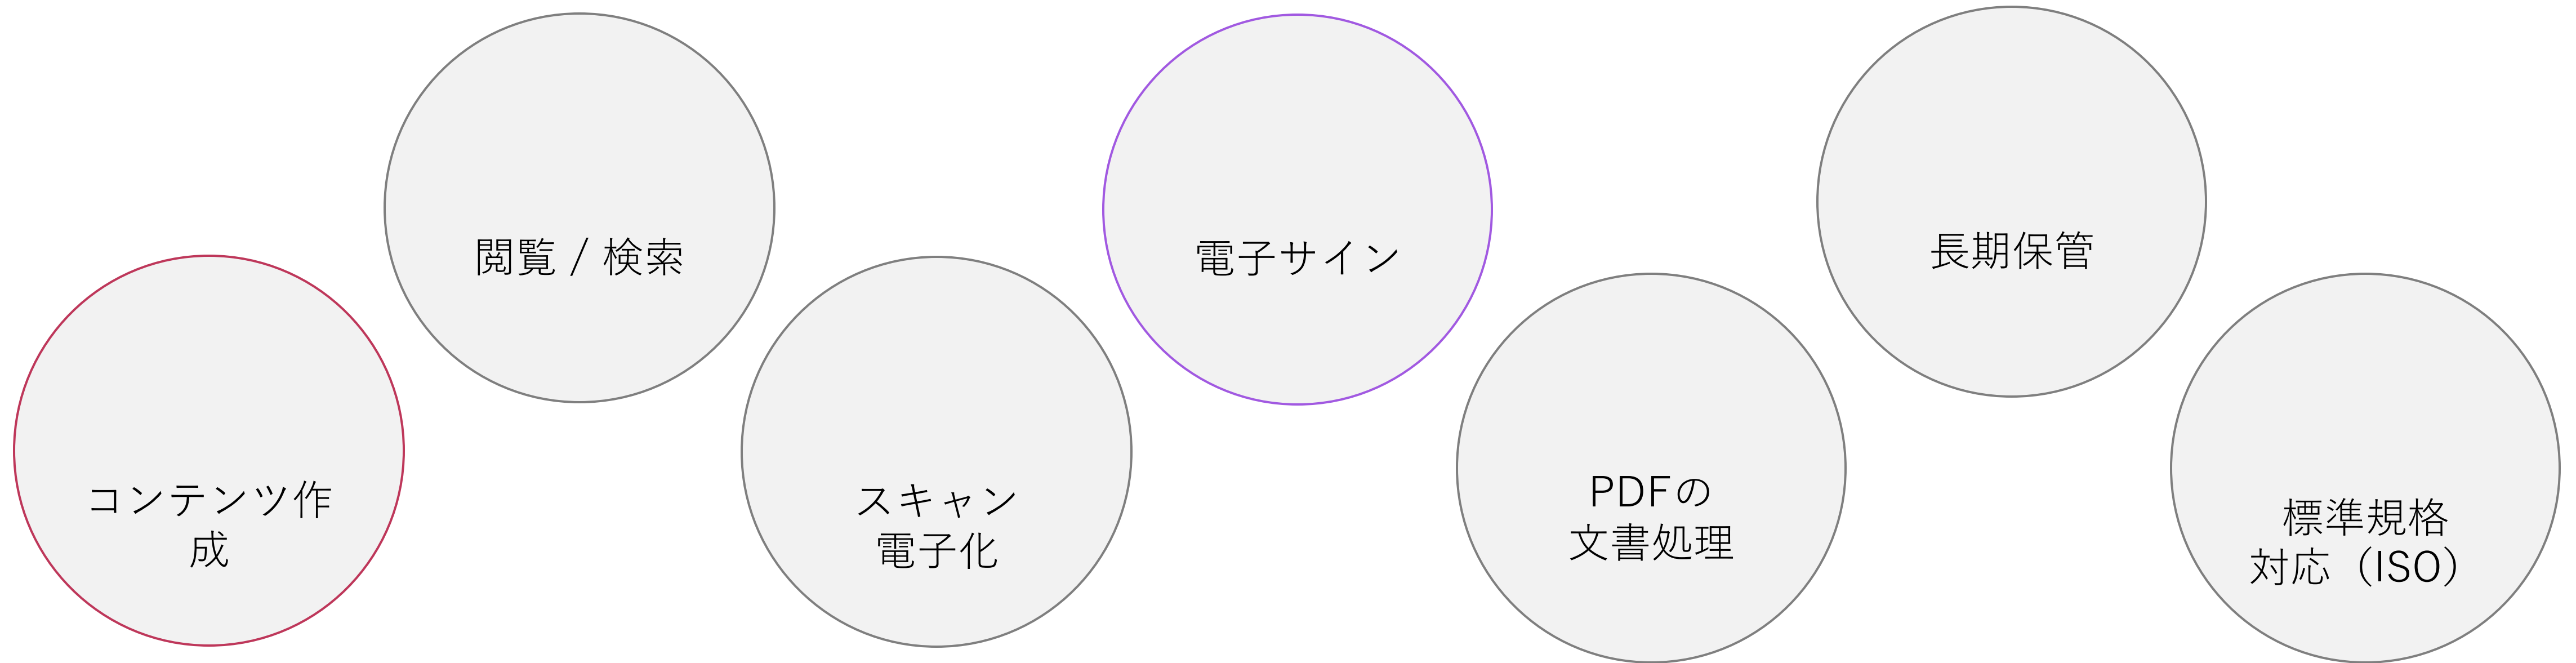 コンテンツ作
成
閲覧 / 検索
スキャン
電子化
電子サイン
PDFの
文書処理
長期保管
標準規格
対応（ISO）